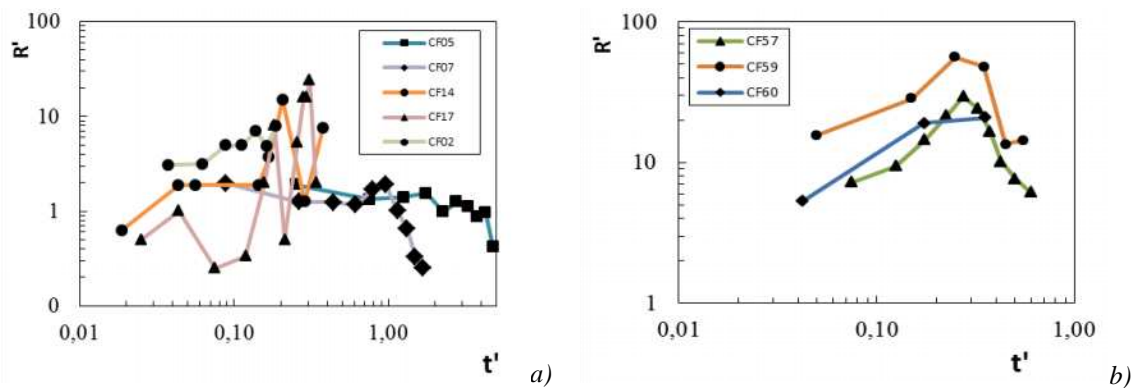 R'
100
10
1
0
0,01
0,10
1,00
t'
CF05
CF07
CF14
CF17
CF02
a)
R'
100
10
1
0,01
0,10
1,00
t'
CF57
CF59
CF60
b)